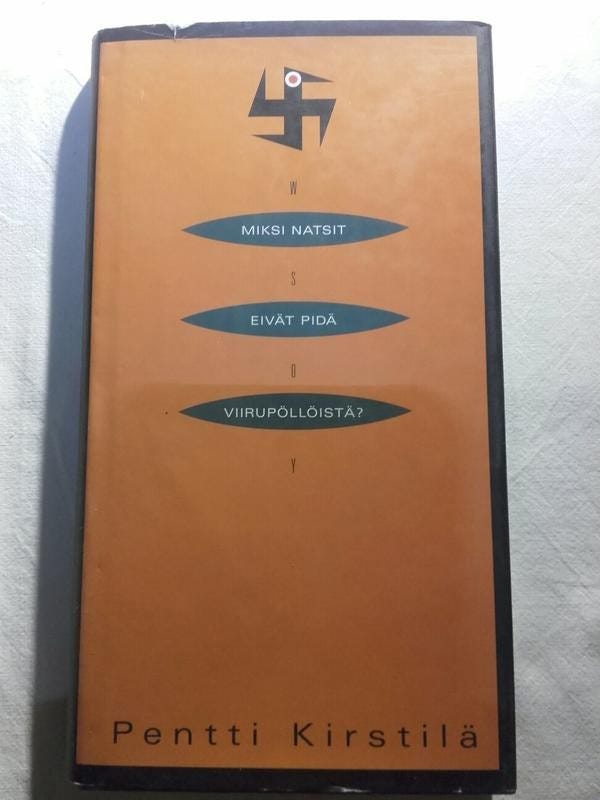 W
MIKSI NATSIT
S
EIVÄT PIDÄ
O
VIIRUPÖLLÖISTÄ?
Y
Pentti Kirstilä